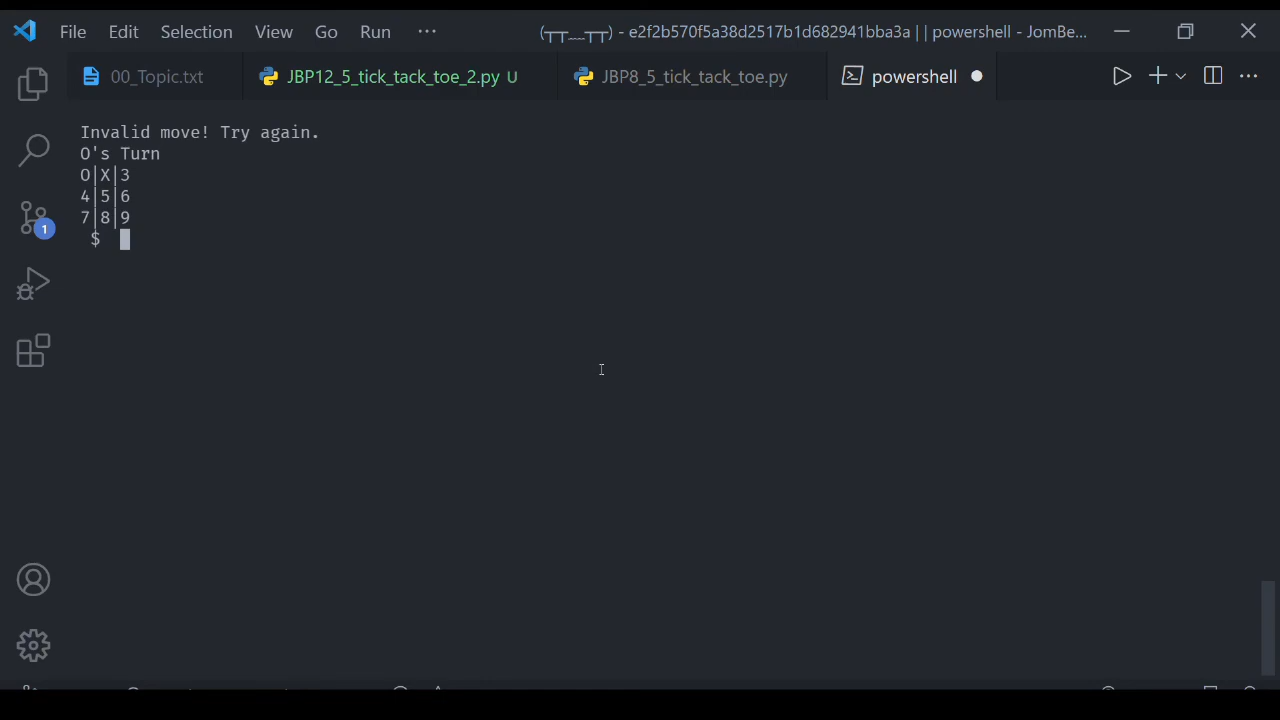 File Edit Selection View Go Run ···
(┬┬﹏┬┬) - e2f2b570f5a38d2517b1d682941bba3a || powershell - JomBe...
00_Topic.txt JBP12_5_tick_tack_toe_2.py U JBP8_5_tick_tack_toe.py powershell
Invalid move! Try again.
O's Turn
O|X|3
4|5|6
7|8|9
$
1